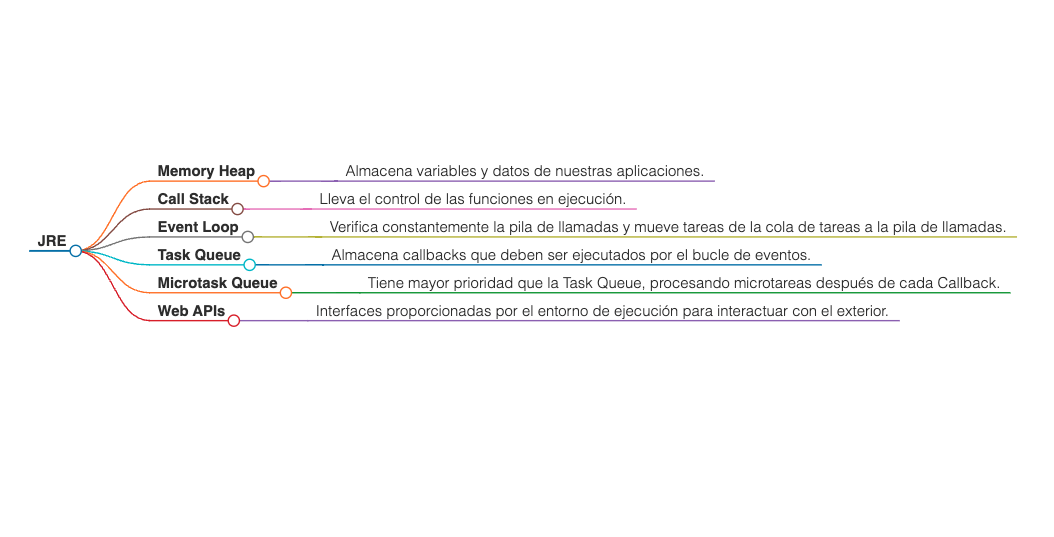 JRE
Memory Heap Almacena variables y datos de nuestras aplicaciones.
Call Stack Lleva el control de las funciones en ejecución.
Event Loop Verifica constantemente la pila de llamadas y mueve tareas de la cola de tareas a la pila de llamadas.
Task Queue Almacena callbacks que deben ser ejecutados por el bucle de eventos.
Microtask Queue Tiene mayor prioridad que la Task Queue, procesando microtareas después de cada Callback.
Web APIs Interfaces proporcionadas por el entorno de ejecución para interactuar con el exterior.